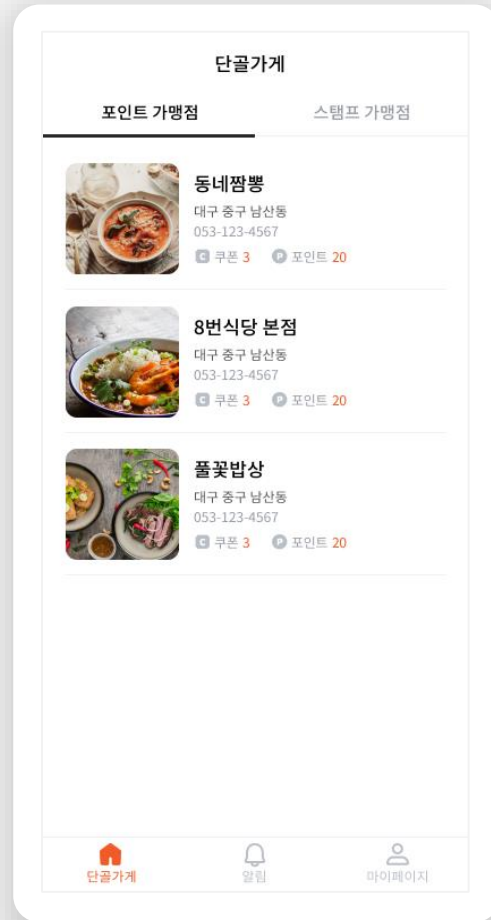 단골가게
포인트 가맹점 스탬프 가맹점
동네짬뽕
대구 중구 남산동
053-123-4567
C 쿠폰 3 P 포인트 20
8번식당 본점
대구 중구 남산동
053-123-4567
C 쿠폰 3 P 포인트 20
풀꽃밥상
대구 중구 남산동
053-123-4567
C 쿠폰 3 P 포인트 20
단골가게 알림 마이페이지